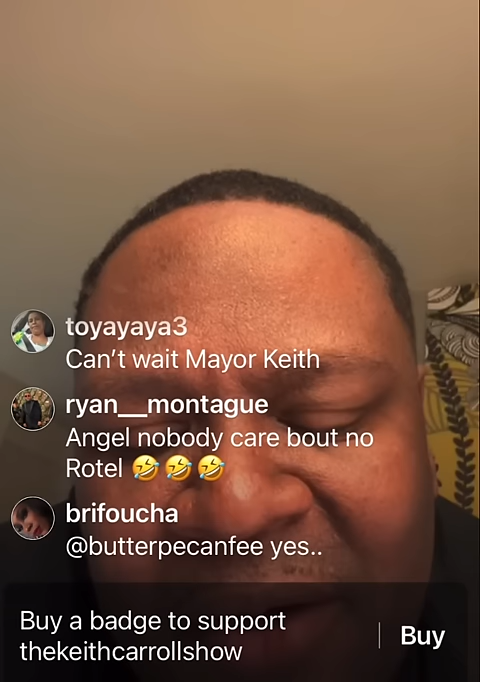 toyayaya3
Can't wait Mayor Keith
ryan__montague
Angel nobody care bout no
Rotel 🤣🤣🤣
brifoucha
@butterpecanfee yes..
Buy a badge to support
thekeithcarrollshow
Buy